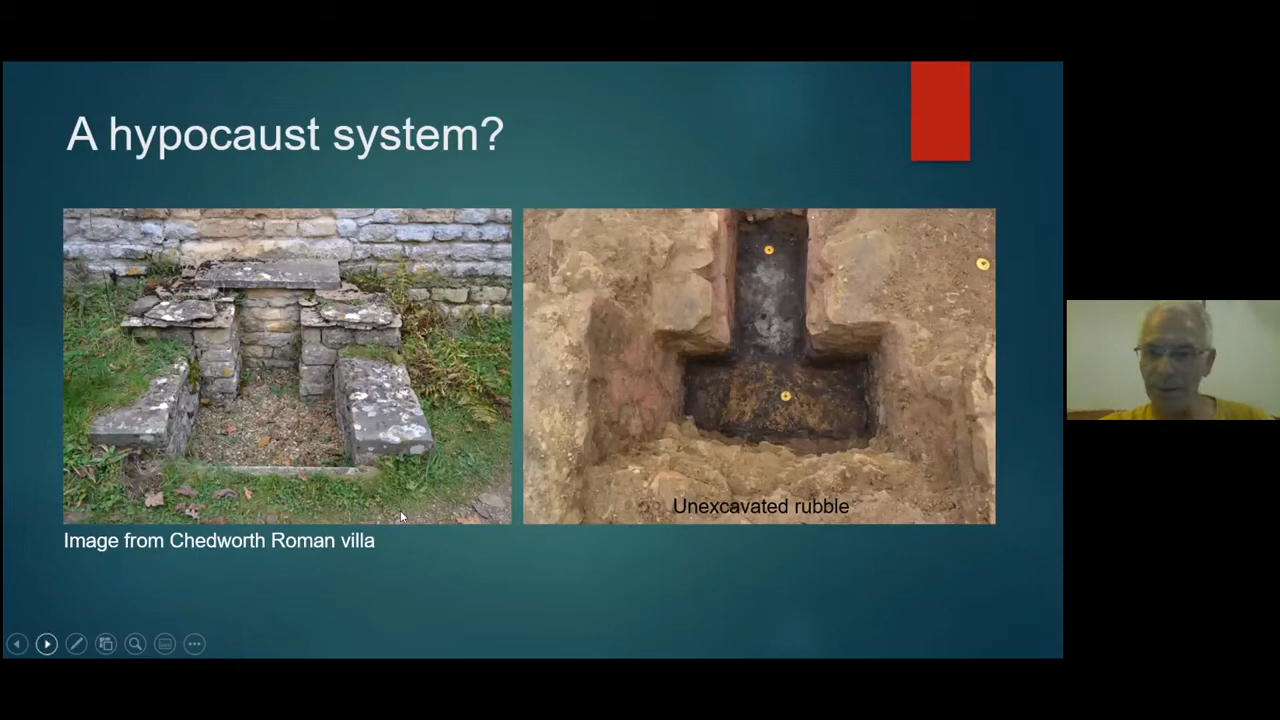 A hypocaust system?
Unexcavated rubble
Image from Chedworth Roman villa